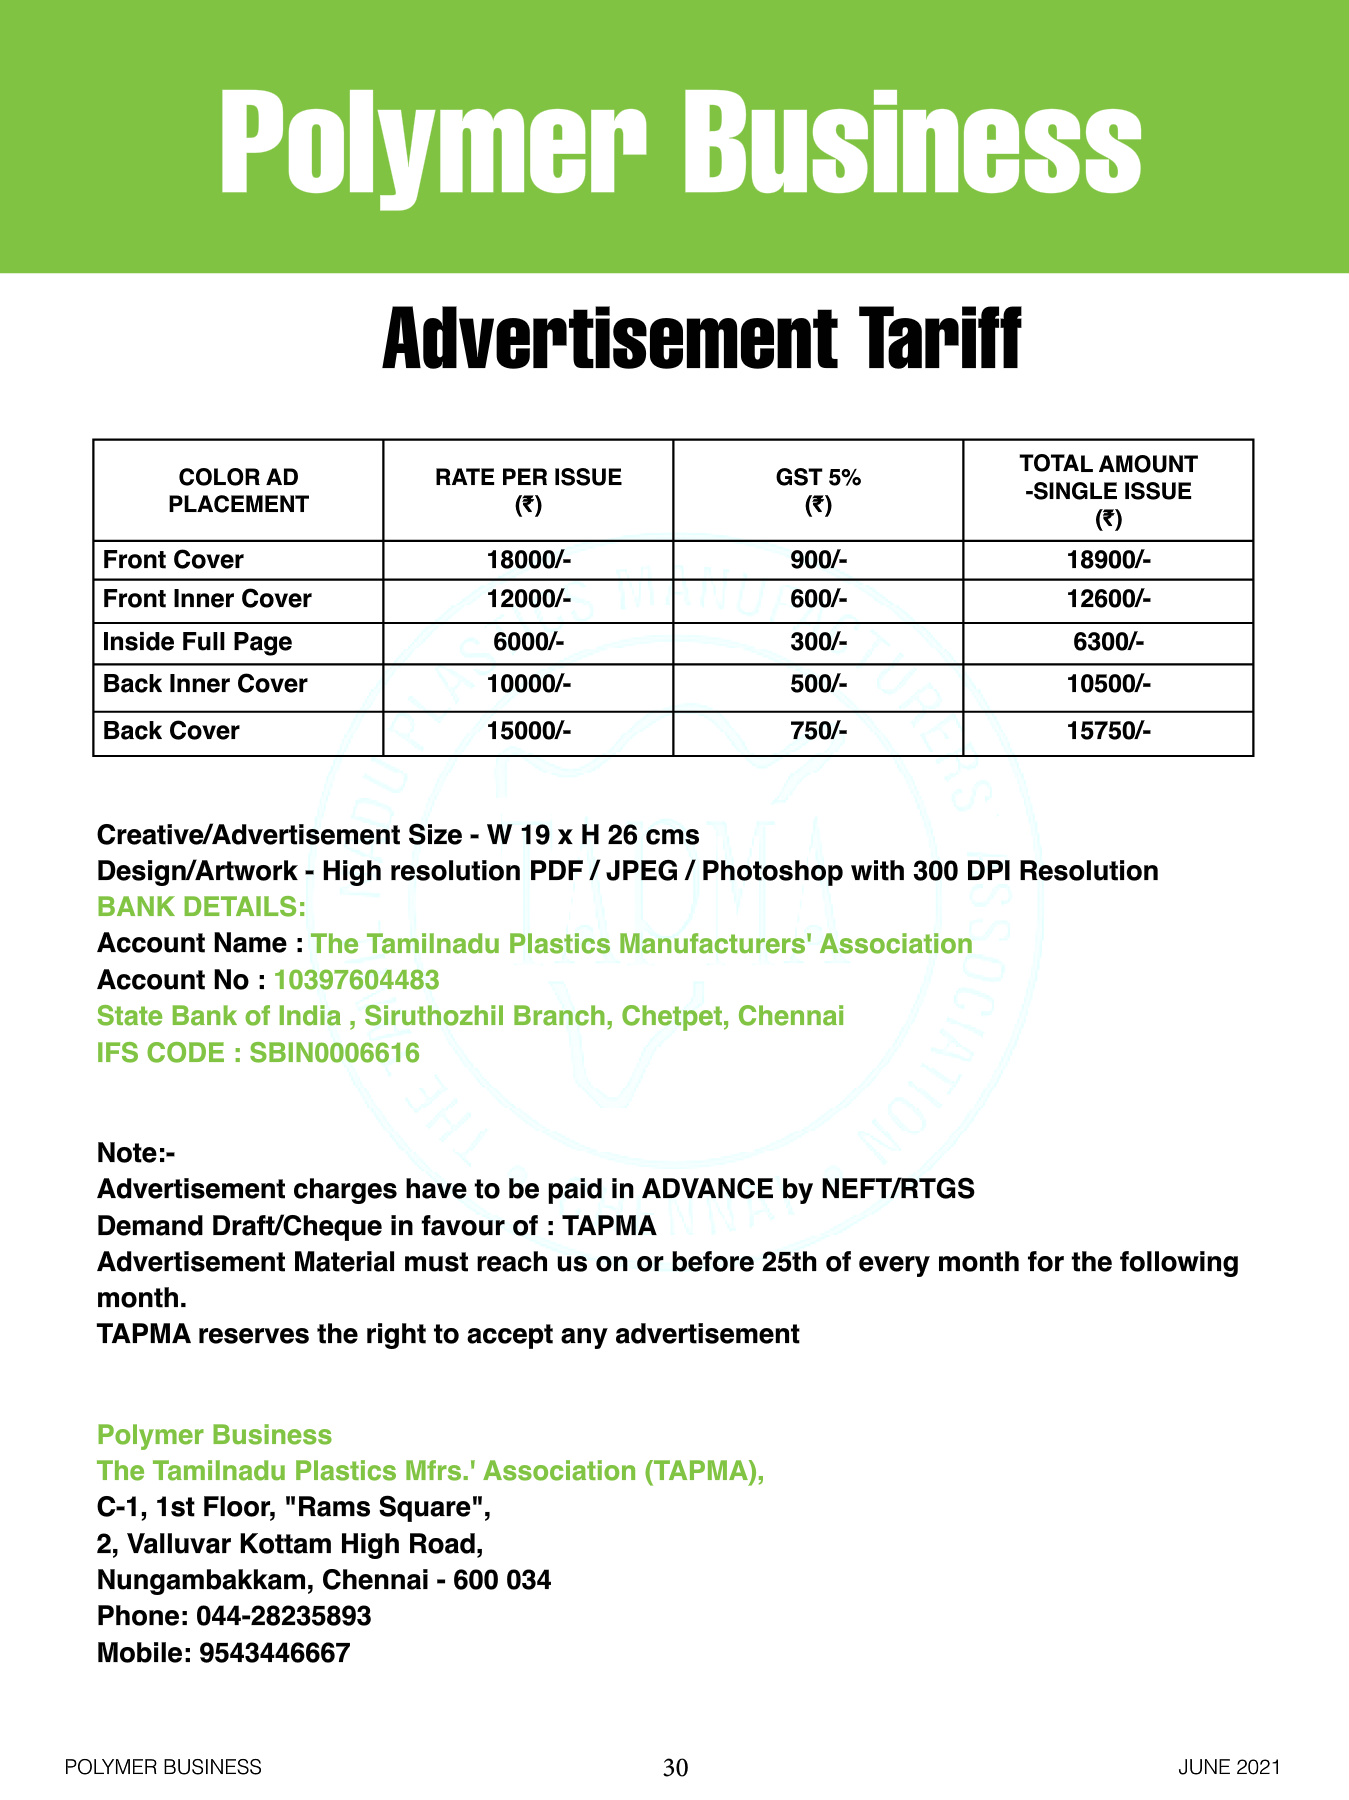 Polymer Business
Advertisement Tariff
COLOR AD PLACEMENT RATE PER ISSUE (₹) GST 5% (₹) TOTAL AMOUNT -SINGLE ISSUE (₹)
Front Cover 18000/- 900/- 18900/-
Front Inner Cover 12000/- 600/- 12600/-
Inside Full Page 6000/- 300/- 6300/-
Back Inner Cover 10000/- 500/- 10500/-
Back Cover 15000/- 750/- 15750/-
Creative/Advertisement Size - W 19 x H 26 cms
Design/Artwork - High resolution PDF / JPEG / Photoshop with 300 DPI Resolution
BANK DETAILS:
Account Name : The Tamilnadu Plastics Manufacturers' Association
Account No : 10397604483
State Bank of India , Siruthozhil Branch, Chetpet, Chennai
IFS CODE : SBIN0006616
Note:-
Advertisement charges have to be paid in ADVANCE by NEFT/RTGS
Demand Draft/Cheque in favour of : TAPMA
Advertisement Material must reach us on or before 25th of every month for the following
month.
TAPMA reserves the right to accept any advertisement
Polymer Business
The Tamilnadu Plastics Mfrs.' Association (TAPMA),
C-1, 1st Floor, "Rams Square",
2, Valluvar Kottam High Road,
Nungambakkam, Chennai - 600 034
Phone: 044-28235893
Mobile: 9543446667
THE TAMIL NADU PLASTICS MANUFACTURERS ASSOCIATION
CHENNAI
TAPMA
POLYMER BUSINESS 30 JUNE 2021